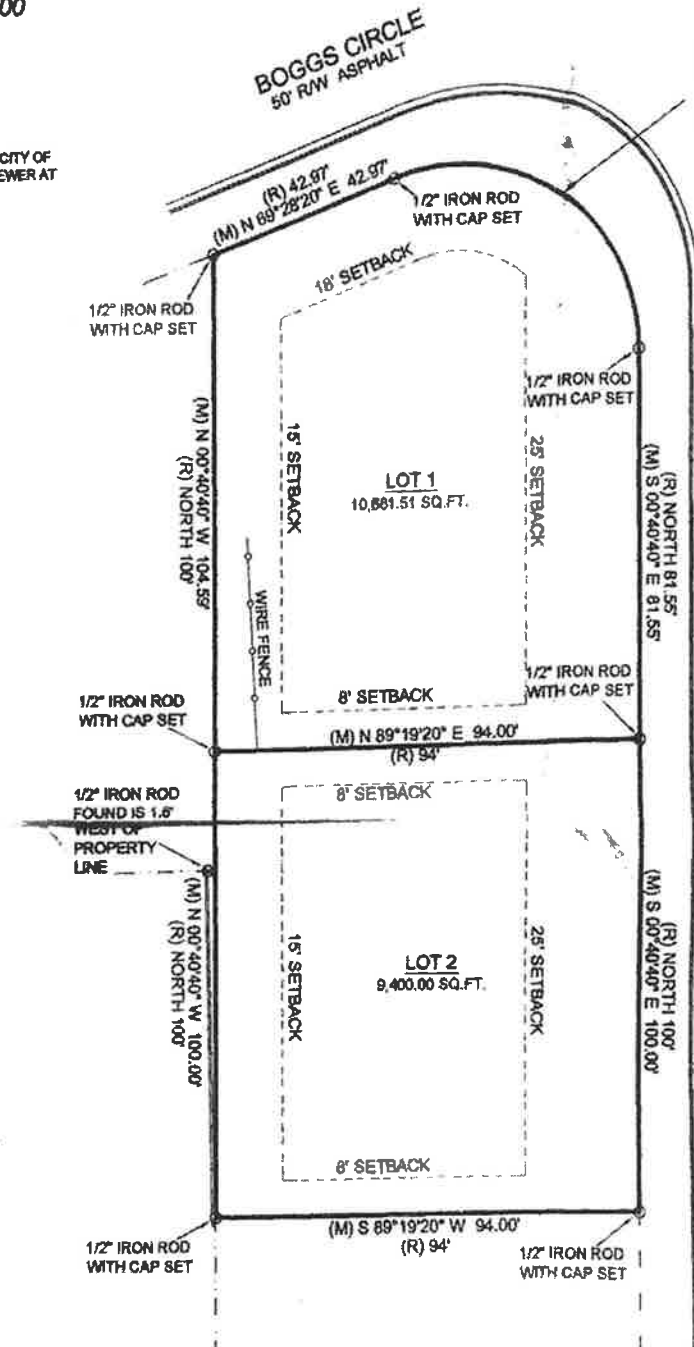 00
BOGGS CIRCLE
50' R/W ASPHALT
CITY OF
EWER AT
(R) 42.97'
(M) N 69°28'20" E 42.97'
1/2" IRON ROD
WITH CAP SET
18' SETBACK
1/2" IRON ROD
WITH CAP SET
1/2" IRON ROD
WITH CAP SET
(M) N 00°40'40" W 104.59'
(R) NORTH 100'
15' SETBACK
LOT 1
SQ.FT.
25' SETBACK
(R) NORTH 81.55'
(M) S 00°40'40" E 81.55'
WIRE FENCE
1/2" IRON ROD
WITH CAP SET
8' SETBACK
1/2" IRON ROD
WITH CAP SET
(M) N 89°19'20" E 94.00'
(R) 94'
1/2" IRON ROD
FOUND IS 1.6'
WEST OF
PROPERTY
LINE
8' SETBACK
(M) N 00°40'40" W 100.00'
(R) NORTH 100'
15' SETBACK
LOT 2
9,400.00 SQ.FT.
25' SETBACK
(R) NORTH 100'
(M) S 00°40'40" E 100.00'
8' SETBACK
(M) S 89°19'20" W 94.00'
(R) 94'
1/2" IRON ROD
WITH CAP SET
1/2" IRON ROD
WITH CAP SET